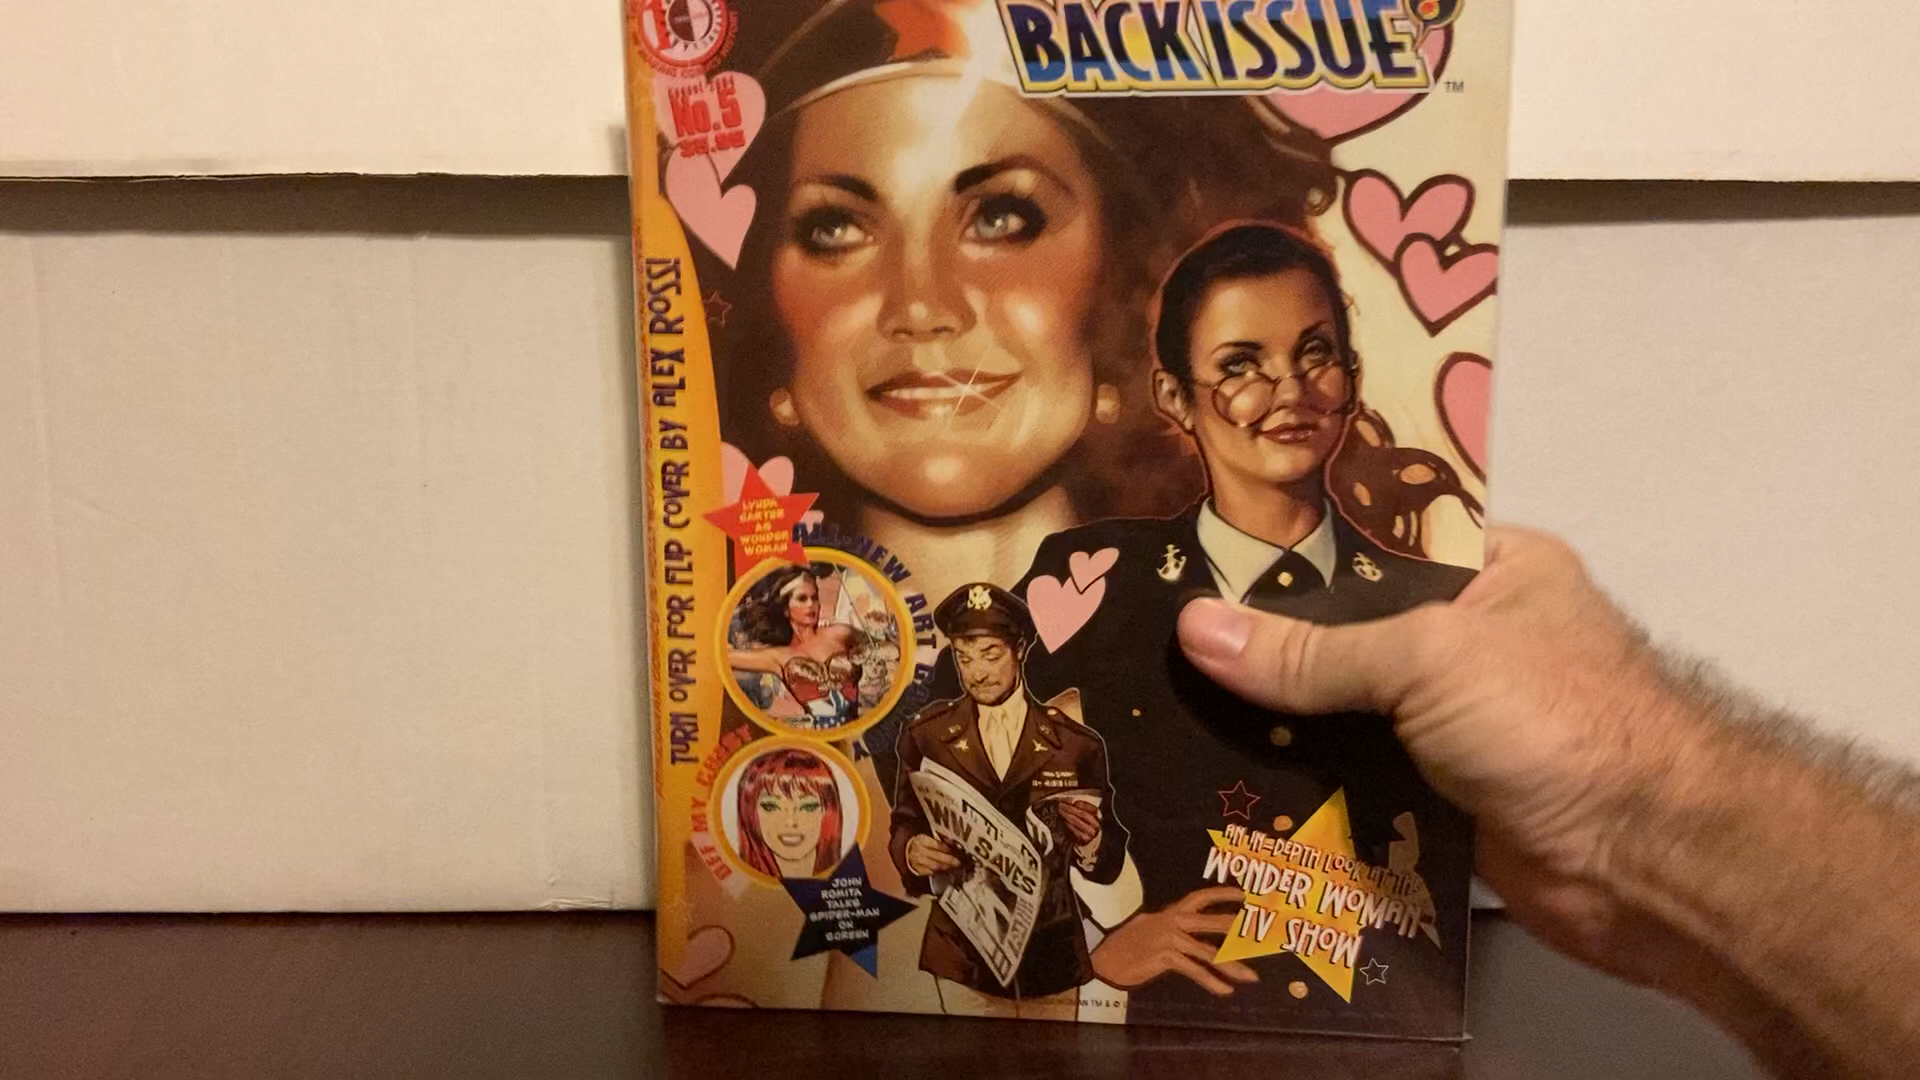 BACK ISSUE
TM
No.5
TURN OVER FOR FLIP COVER BY ALEX ROSS!
LYNDA
CARTER
AS
WONDER
WOMAN
ALL-NEW ART
OFF MY CHEST
JOHN
ROMITA
TALKS
SPIDER-MAN
ON
SCREEN
WW SAVES
AN IN-DEPTH LOOK AT THE
WONDER WOMAN
TV SHOW